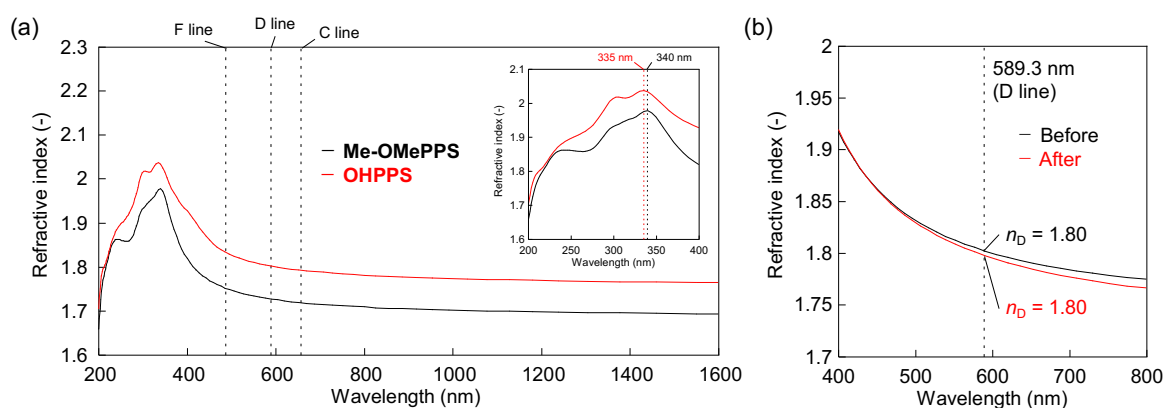 (a)
F line
D line
C line
2.3
2.2
2.1
2.0
1.9
1.8
1.7
1.6
Refractive index (-)
200
400
600
800
1000
1200
1400
1600
Wavelength (nm)
Me-OMePPS
OHPPS
335 nm
340 nm
2.1
2.0
1.9
1.8
1.7
1.6
Refractive index (-)
200
250
300
350
400
Wavelength (nm)
(b)
2
1.95
1.9
1.85
1.8
1.75
1.7
Refractive index (-)
589.3 nm
(D line)
Before
After
nD = 1.80
nD = 1.80
400
500
600
700
800
Wavelength (nm)